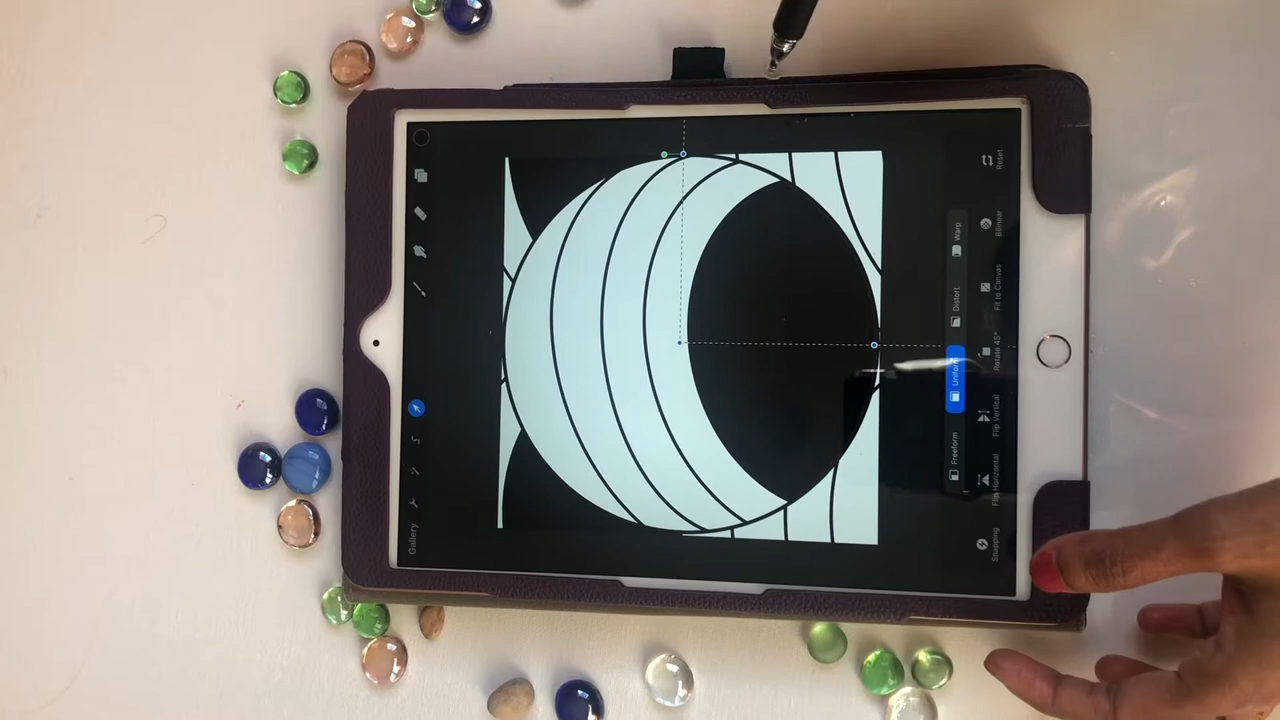 Gallery
S
Freeform
Uniform
Distort
Warp
Snapping
Flip Horizontal
Flip Vertical
Rotate 45°
Fit to Canvas
Bilinear
Reset